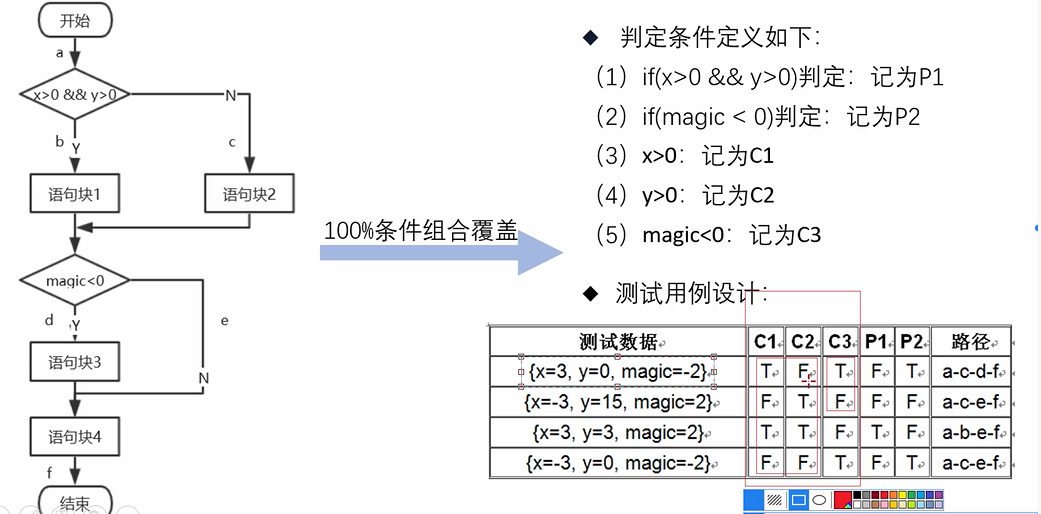 开始
a
x>0 && y>0
N
b
Y
c
语句块1
语句块2
magic<0
d
Y
e
语句块3
N
语句块4
f
结束
100%条件组合覆盖
◆ 判定条件定义如下：
（1）if(x>0 && y>0)判定：记为P1
（2）if(magic < 0)判定：记为P2
（3）x>0：记为C1
（4）y>0：记为C2
（5）magic<0：记为C3
◆ 测试用例设计：
测试数据 C1 C2 C3 P1 P2 路径
{x=3, y=0, magic=-2} T F T F T a-c-d-f
{x=-3, y=15, magic=2} F T F F F a-c-e-f
{x=3, y=3, magic=2} T T F T F a-b-e-f
{x=-3, y=0, magic=-2} F F T F T a-c-e-f